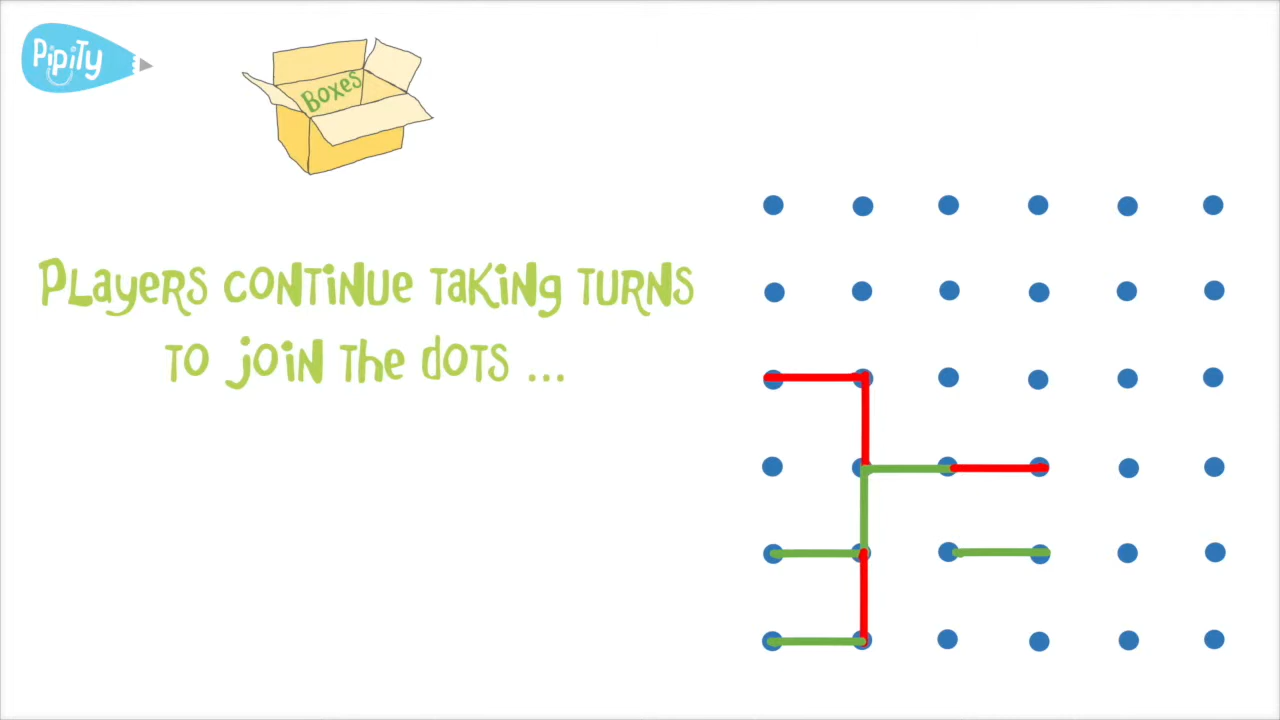 PipiTy
Boxes
Players continue taking turns
to join the dots ...